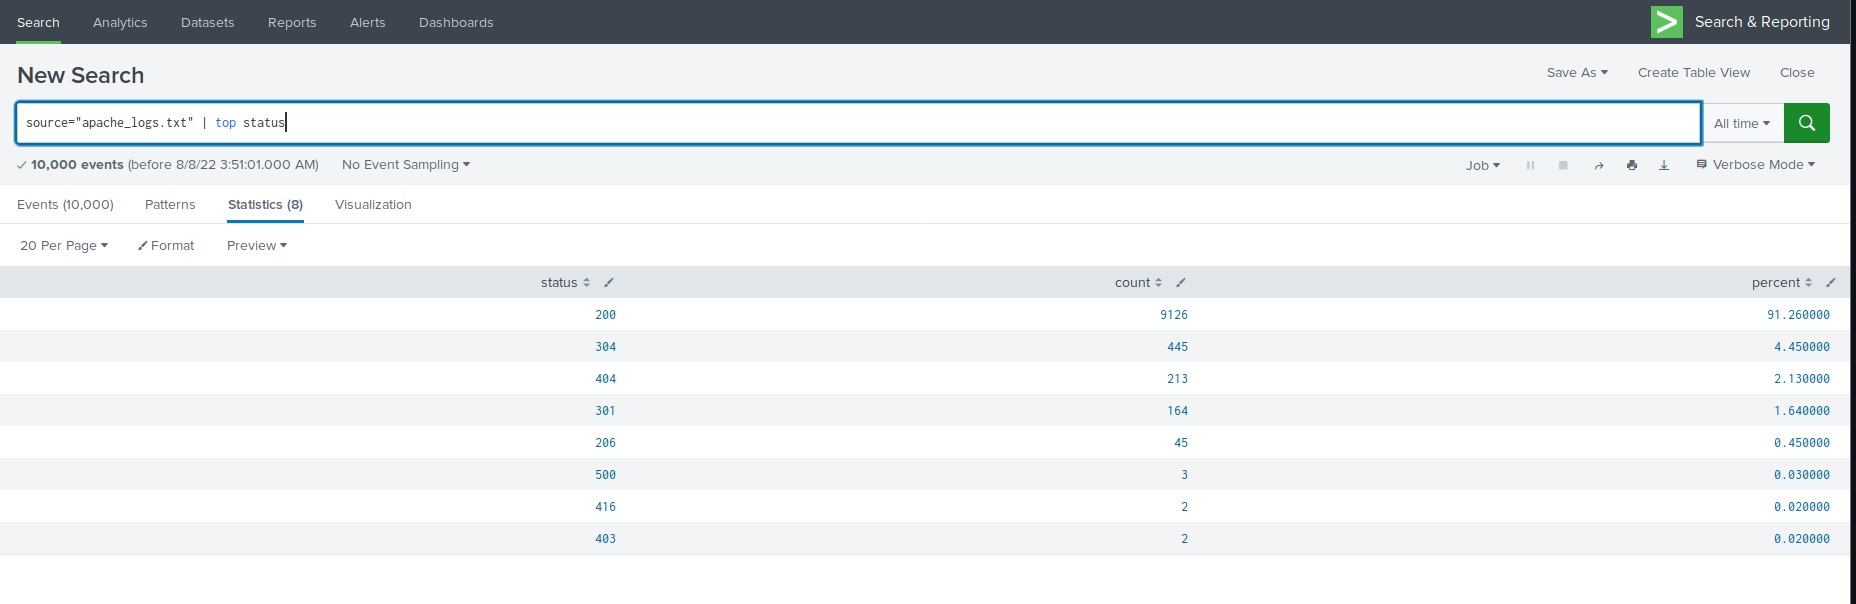 Search Analytics Datasets Reports Alerts Dashboards Search & Reporting
New Search Save As Create Table View Close
source="apache_logs.txt" | top status All time
10,000 events (before 8/8/22 3:51:01.000 AM) No Event Sampling Job Verbose Mode
Events (10,000) Patterns Statistics (8) Visualization
20 Per Page Format Preview
status count percent
200 9126 91.260000
304 445 4.450000
404 213 2.130000
301 164 1.640000
206 45 0.450000
500 3 0.030000
416 2 0.020000
403 2 0.020000